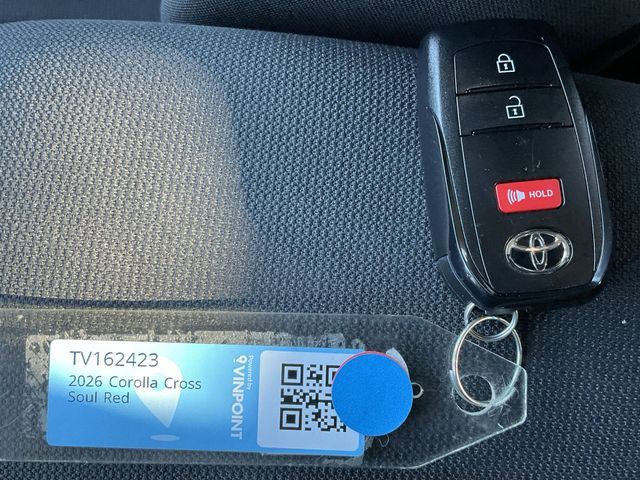 HOLD
TV162423
2026 Corolla Cross
Soul Red
Powered by
VINPOINT